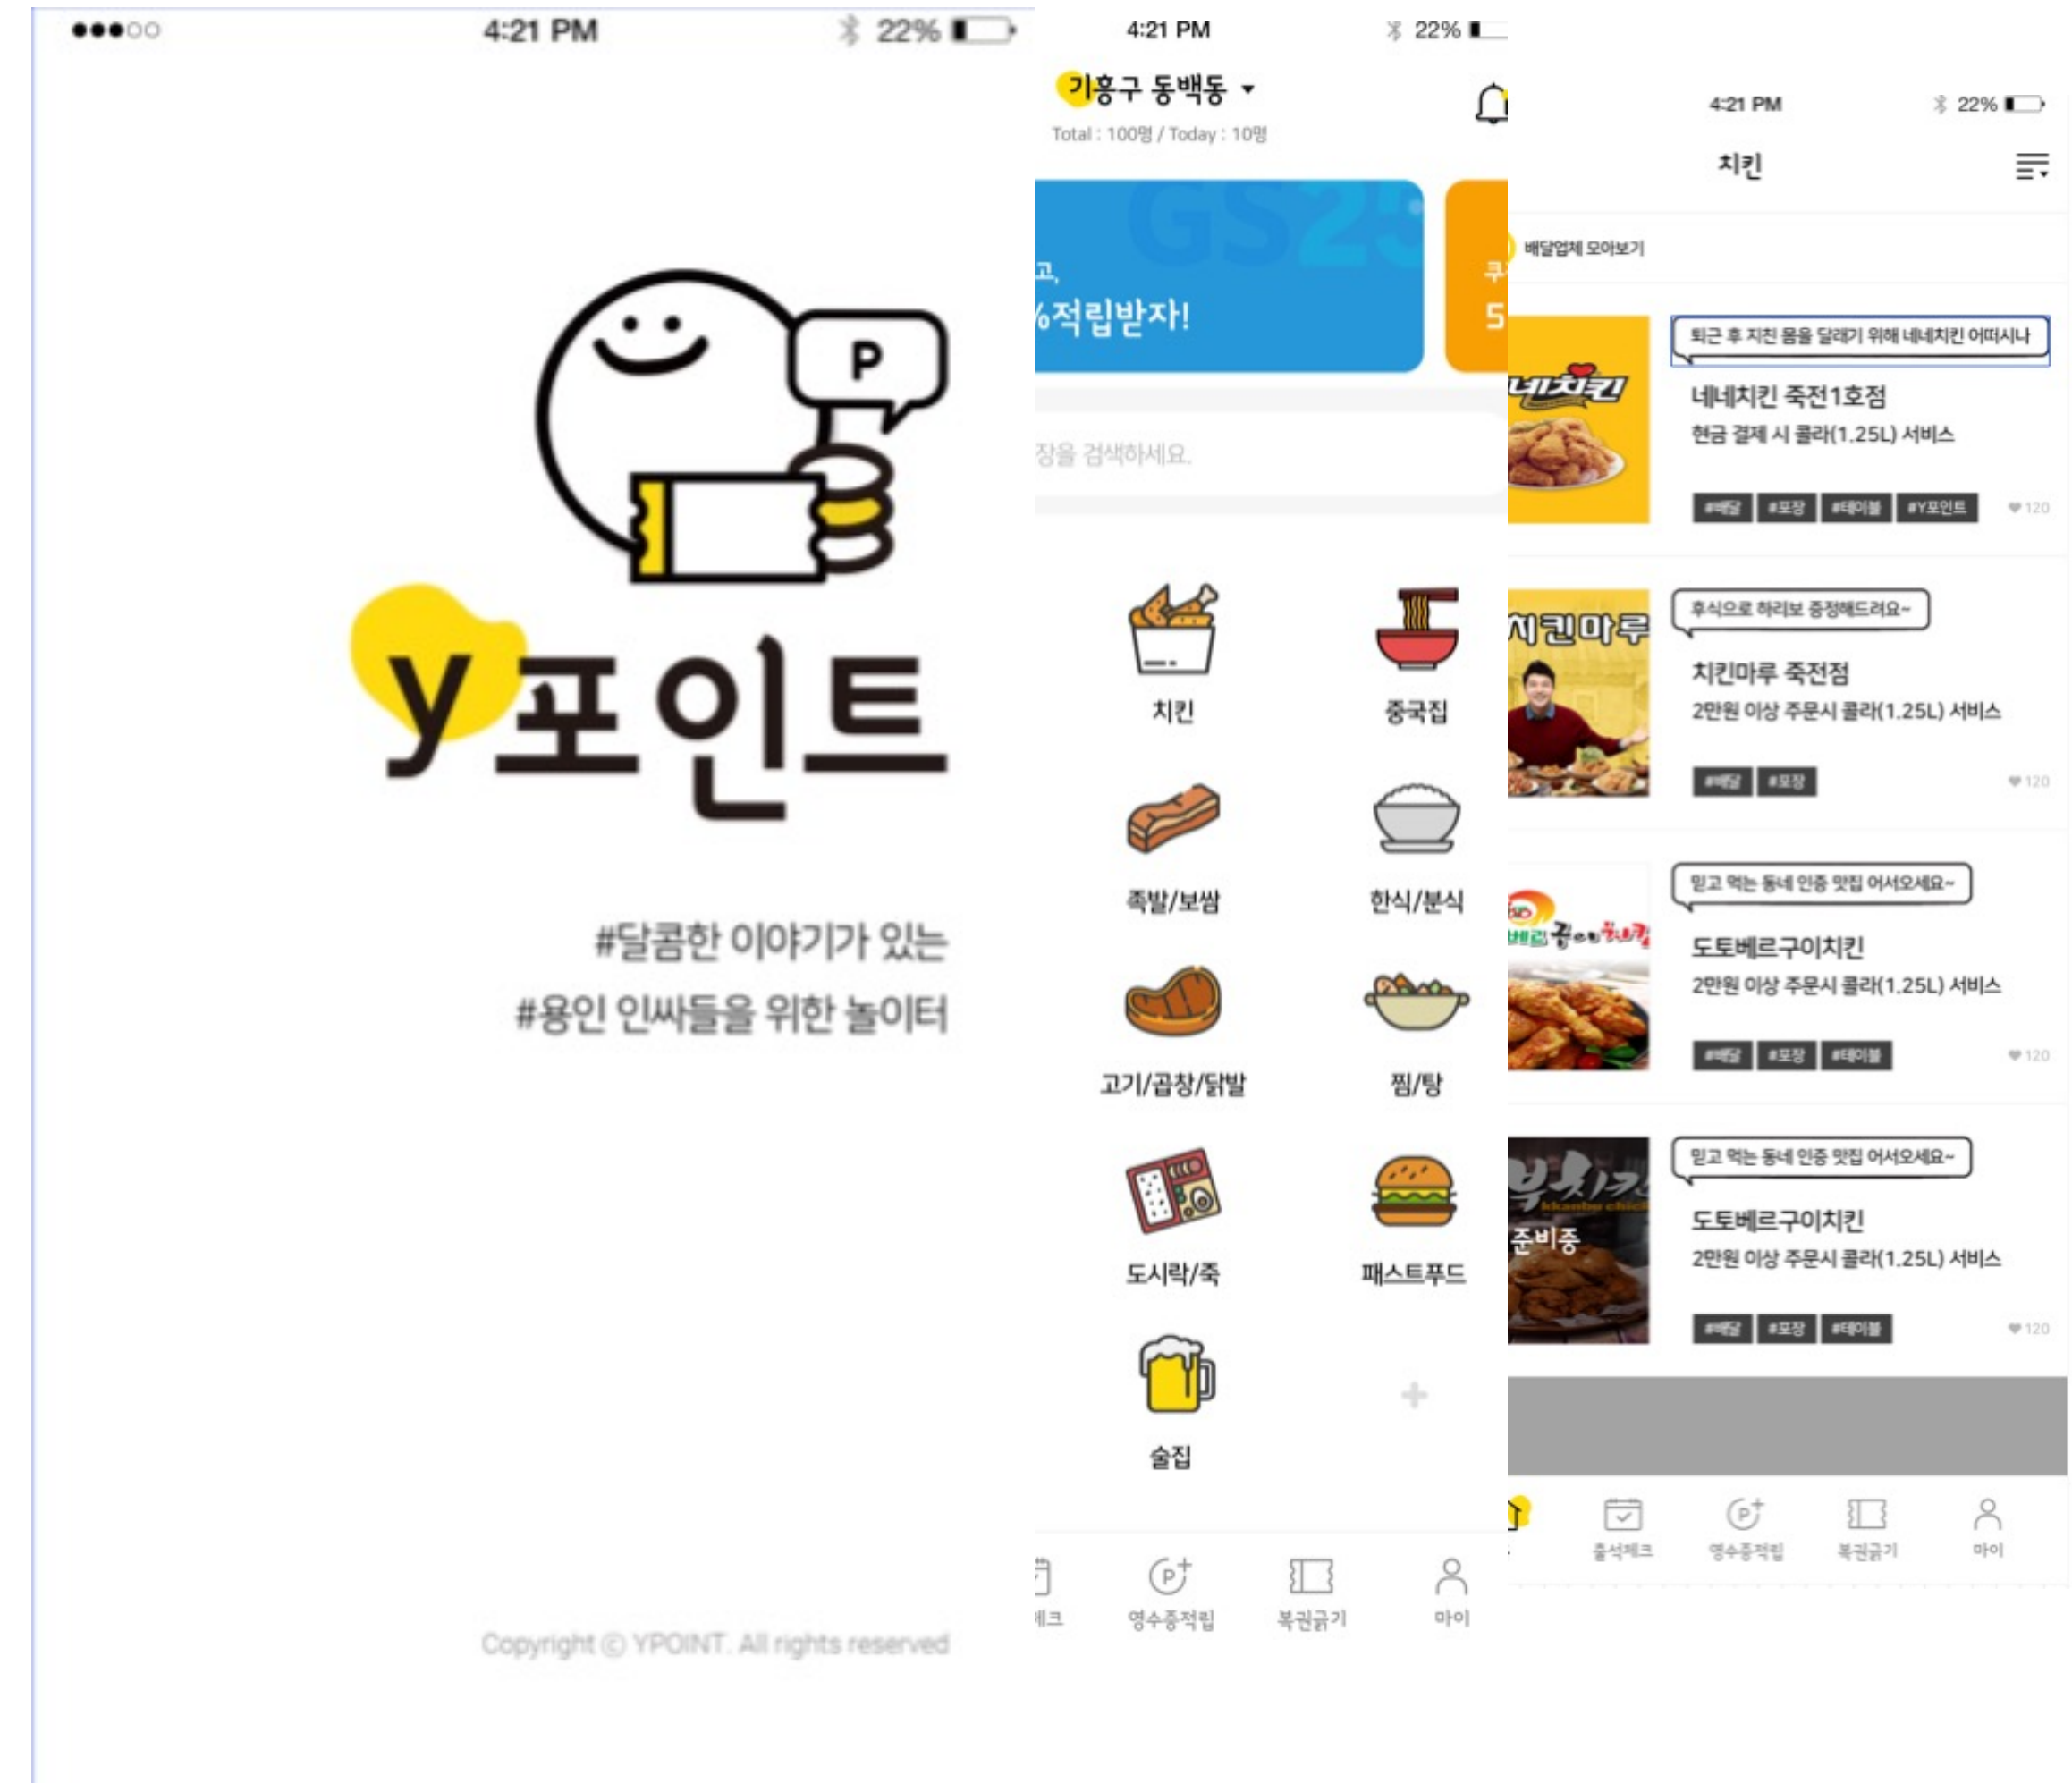 4:21 PM
22%
P
y포인트
#달콤한 이야기가 있는
#용인 인싸들을 위한 놀이터
Copyright ⓒ YPOINT. All rights reserved
4:21 PM
22%
기흥구 동백동
Total : 100명 / Today : 10명
GS25
고,
%적립받자!
쿠
5
장을 검색하세요.
치킨
중국집
족발/보쌈
한식/분식
고기/곱창/닭발
찜/탕
도시락/죽
패스트푸드
술집
체크
영수증적립
복권긁기
마이
4:21 PM
22%
치킨
배달업체 모아보기
네치킨
퇴근 후 지친 몸을 달래기 위해 네네치킨 어떠시나
네네치킨 죽전1호점
현금 결제 시 콜라(1.25L) 서비스
#배달 #포장 #테이블 #Y포인트
120
치킨마루
후식으로 하리보 증정해드려요~
치킨마루 죽전점
2만원 이상 주문시 콜라(1.25L) 서비스
#배달 #포장
120
믿고 먹는 동네 인증 맛집 어서오세요~
도토베르구이치킨
2만원 이상 주문시 콜라(1.25L) 서비스
#배달 #포장 #테이블
120
부치킨
kkanbu chick
준비중
믿고 먹는 동네 인증 맛집 어서오세요~
도토베르구이치킨
2만원 이상 주문시 콜라(1.25L) 서비스
#배달 #포장 #테이블
120
출석체크
영수증적립
복권긁기
마이